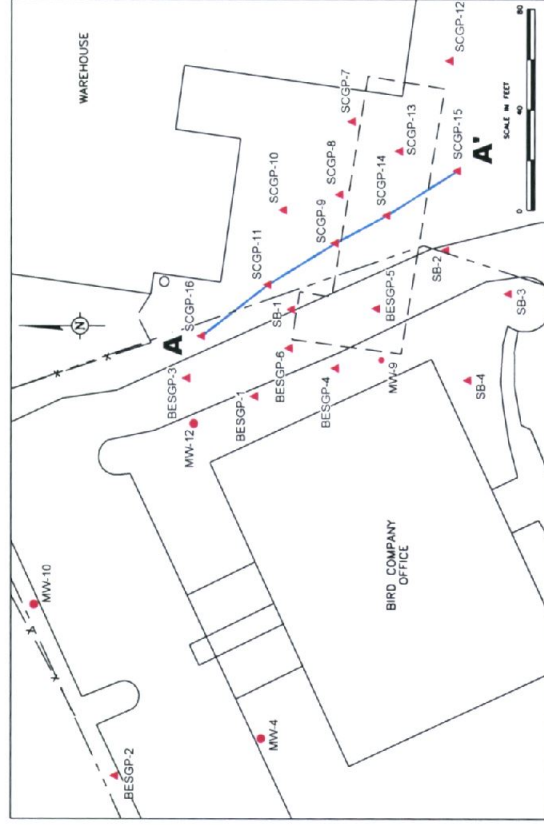 WAREHOUSE
SCGP-12
SCGP-7
SCGP-13
SCGP-15
A'
SCALE IN FEET
0
40
80
SCGP-10
SCGP-8
SCGP-14
SCGP-9
SCGP-11
SCGP-16
A
N
SB-1
SB-2
BESGP-5
SB-3
BESGP-3
BESGP-6
BESGP-1
BESGP-4
MW-9
SB-4
MW-12
BIRD COMPANY
OFFICE
MW-10
MW-4
BESGP-2